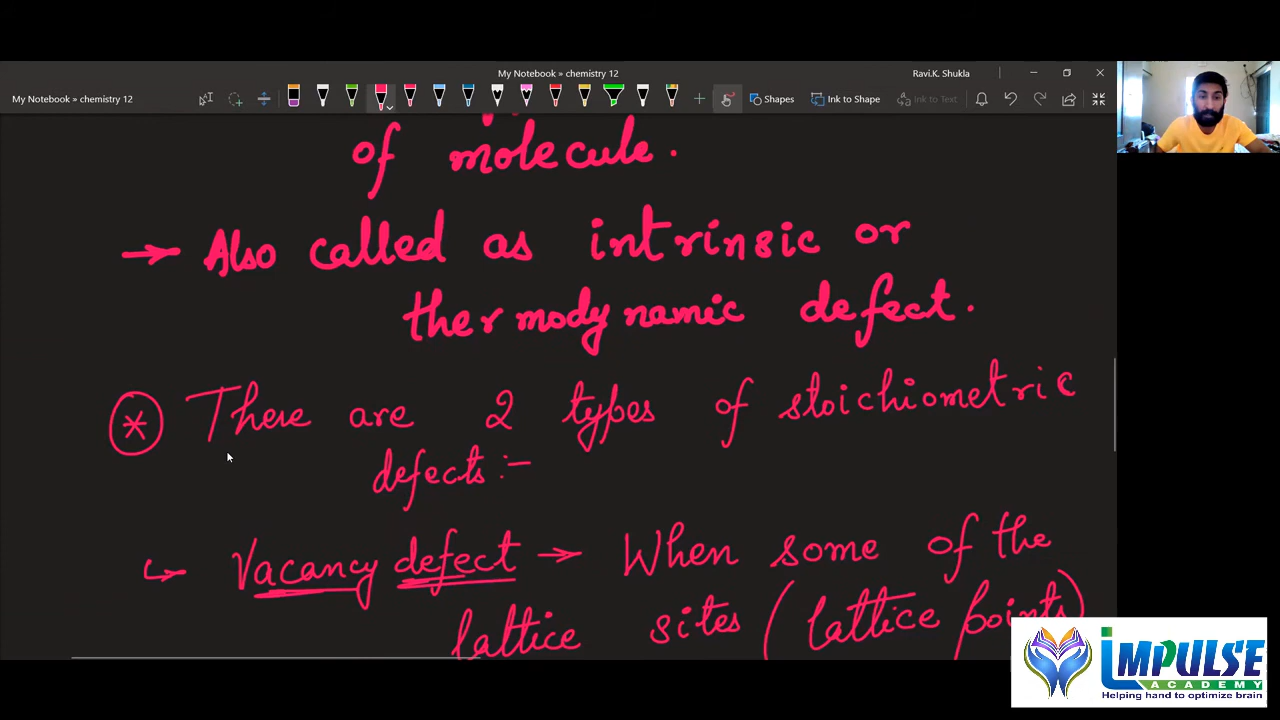 My Notebook » chemistry 12
Ravi.K. Shukla
My Notebook » chemistry 12
Shapes
Ink to Shape
Ink to Text
of molecule.
→ Also called as intrinsic or
thermodynamic defect.
* There are 2 types of stoichiometric
defects :-
↳ Vacancy defect → When some of the
lattice sites (lattice points)
iMPULSE
ACADEMY
Helping hand to optimize brain